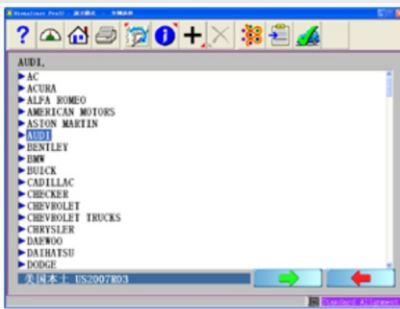 AUDI,
AC
ACURA
ALFA ROMEO
AMERICAN MOTORS
ASTON MARTIN
AUDI
BENTLEY
BMW
BUICK
CADILLAC
CHECKER
CHEVROLET
CHEVROLET TRUCKS
CHRYSLER
DAEWOO
DAIHATSU
DODGE
美国本土 US2007R03
Standard Alignment